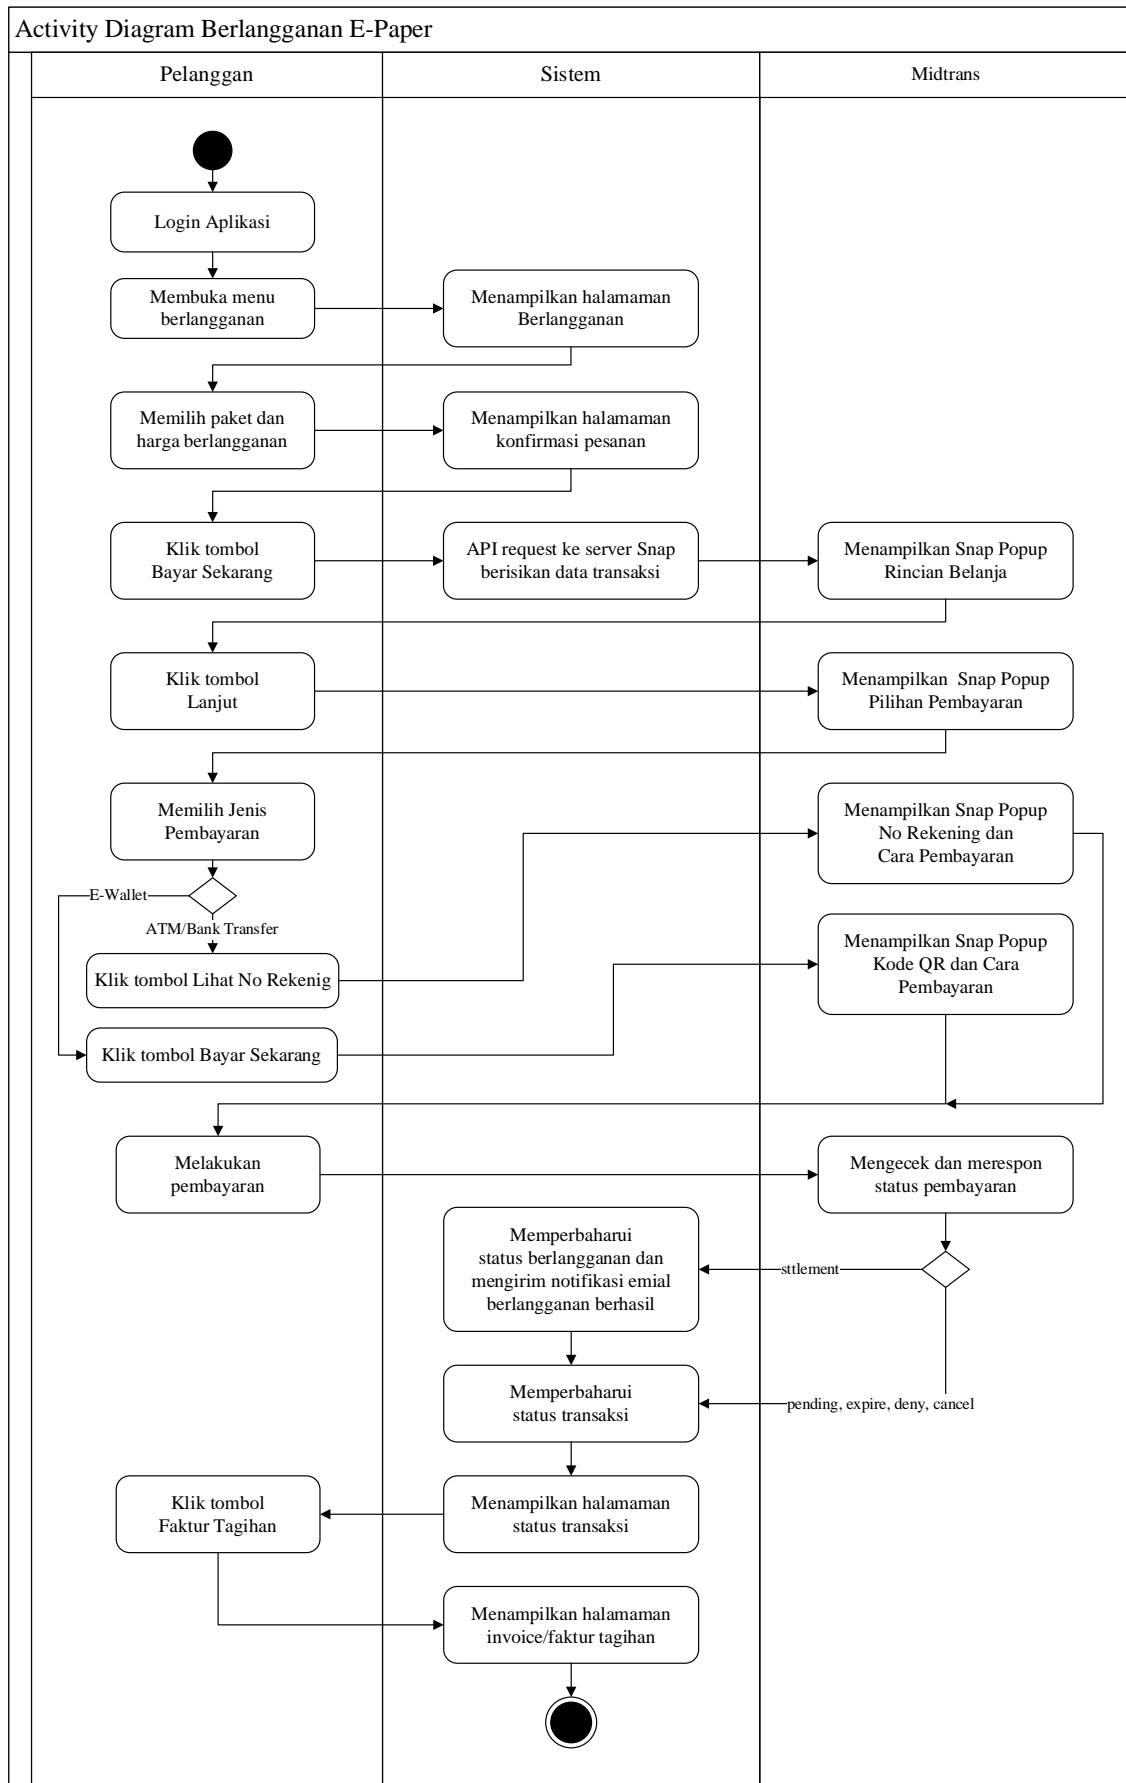 Activity Diagram Berlangganan E-Paper
Pelanggan
Sistem
Midtrans
Login Aplikasi
Membuka menu
berlangganan
Menampilkan halamaman
Berlangganan
Memilih paket dan
harga berlangganan
Menampilkan halamaman
konfirmasi pesanan
Klik tombol
Bayar Sekarang
API request ke server Snap
berisikan data transaksi
Menampilkan Snap Popup
Rincian Belanja
Klik tombol
Lanjut
Menampilkan  Snap Popup
Pilihan Pembayaran
Memilih Jenis
Pembayaran
Menampilkan Snap Popup
No Rekening dan
Cara Pembayaran
E-Wallet
ATM/Bank Transfer
Klik tombol Lihat No Rekenig
Menampilkan Snap Popup
Kode QR dan Cara
Pembayaran
Klik tombol Bayar Sekarang
Melakukan
pembayaran
Mengecek dan merespon
status pembayaran
Memperbaharui
status berlangganan dan
mengirim notifikasi emial
berlangganan berhasil
sttlement
Memperbaharui
status transaksi
pending, expire, deny, cancel
Klik tombol
Faktur Tagihan
Menampilkan halamaman
status transaksi
Menampilkan halamaman
invoice/faktur tagihan